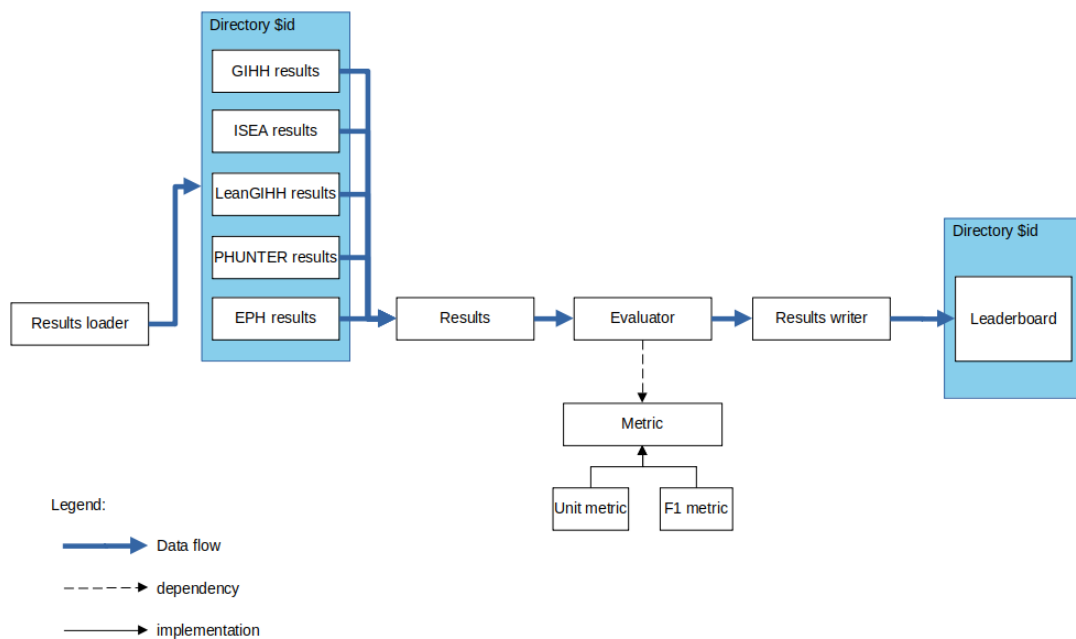 Directory $id
GIHH results
ISEA results
LeanGIHH results
PHUNTER results
EPH results
Results loader
Results
Evaluator
Results writer
Directory $id
Leaderboard
Metric
Unit metric
F1 metric
Legend:
Data flow
dependency
implementation